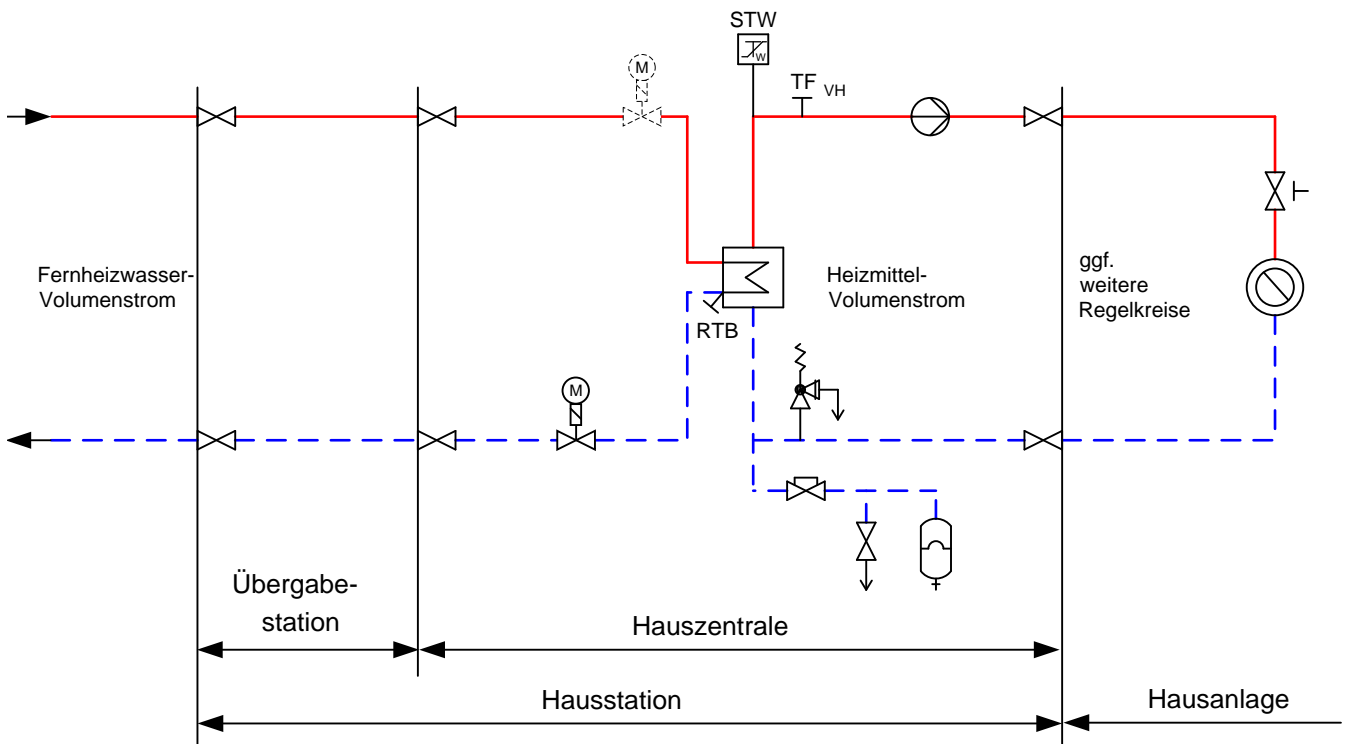 STW
W
M
TF VH
Fernheizwasser-
Volumenstrom
Heizmittel-
Volumenstrom
ggf.
weitere
Regelkreise
RTB
M
Übergabe-
station
Hauszentrale
Hausstation
Hausanlage